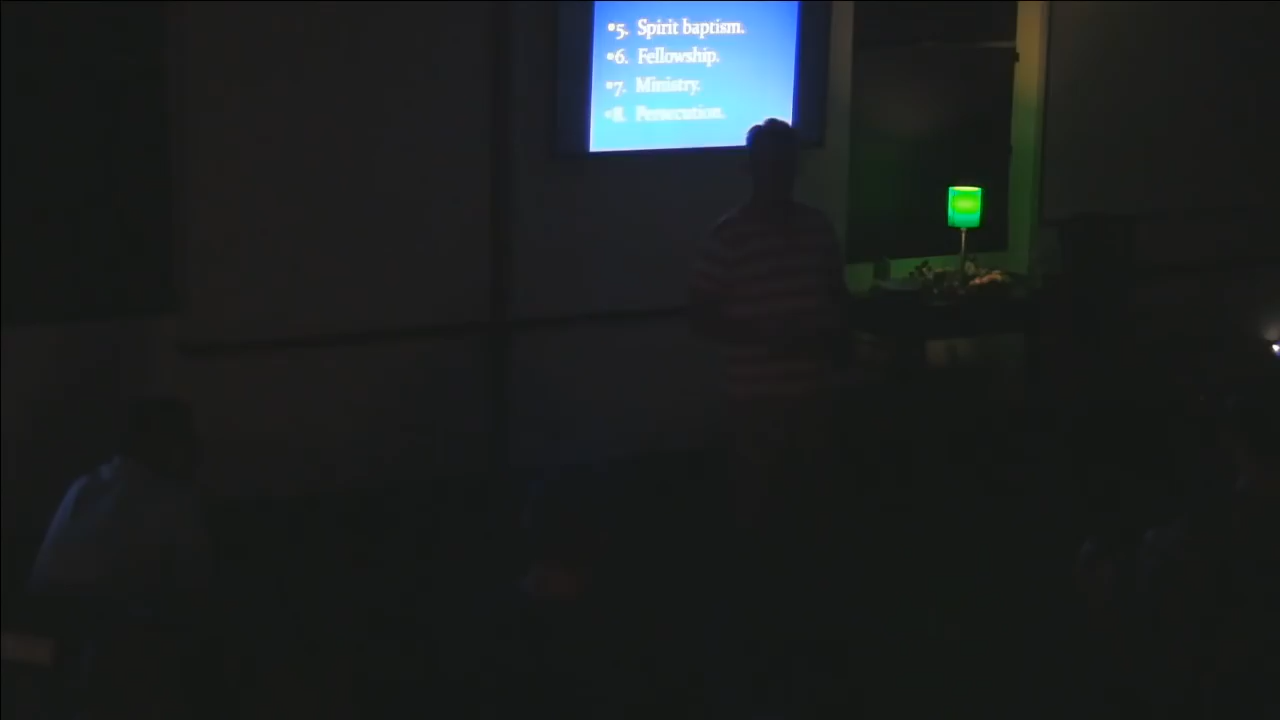 •5. Spirit baptism.
•6. Fellowship.
•7. Ministry.
•8. Persecution.